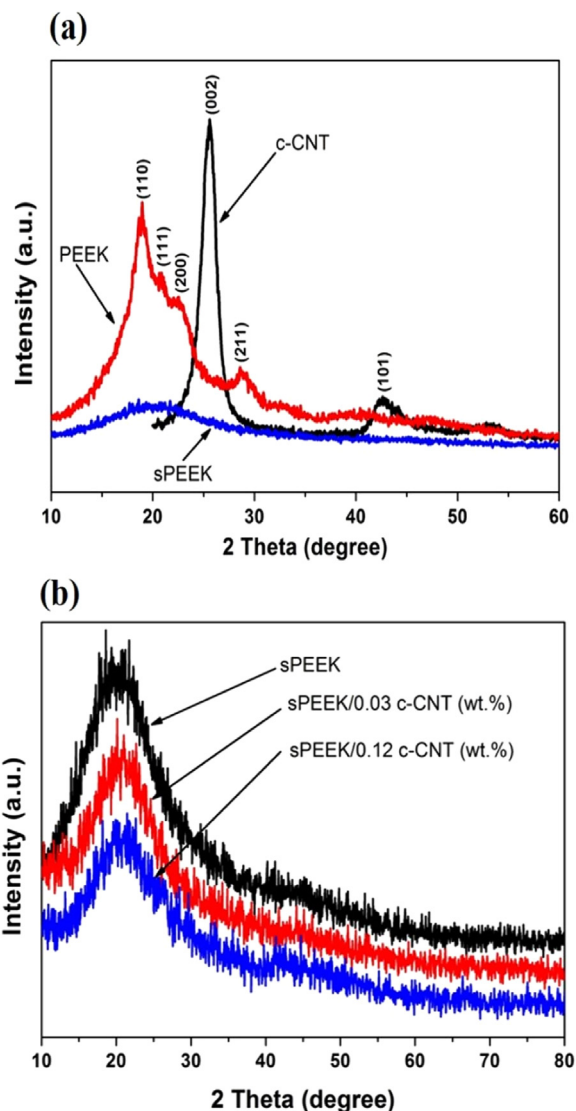 (a)
(002)
c-CNT
(110)
PEEK
(111)
(200)
(211)
(101)
sPEEK
Intensity (a.u.)
10 20 30 40 50 60
2 Theta (degree)
(b)
sPEEK
sPEEK/0.03 c-CNT (wt.%)
sPEEK/0.12 c-CNT (wt.%)
Intensity (a.u.)
10 20 30 40 50 60 70 80
2 Theta (degree)